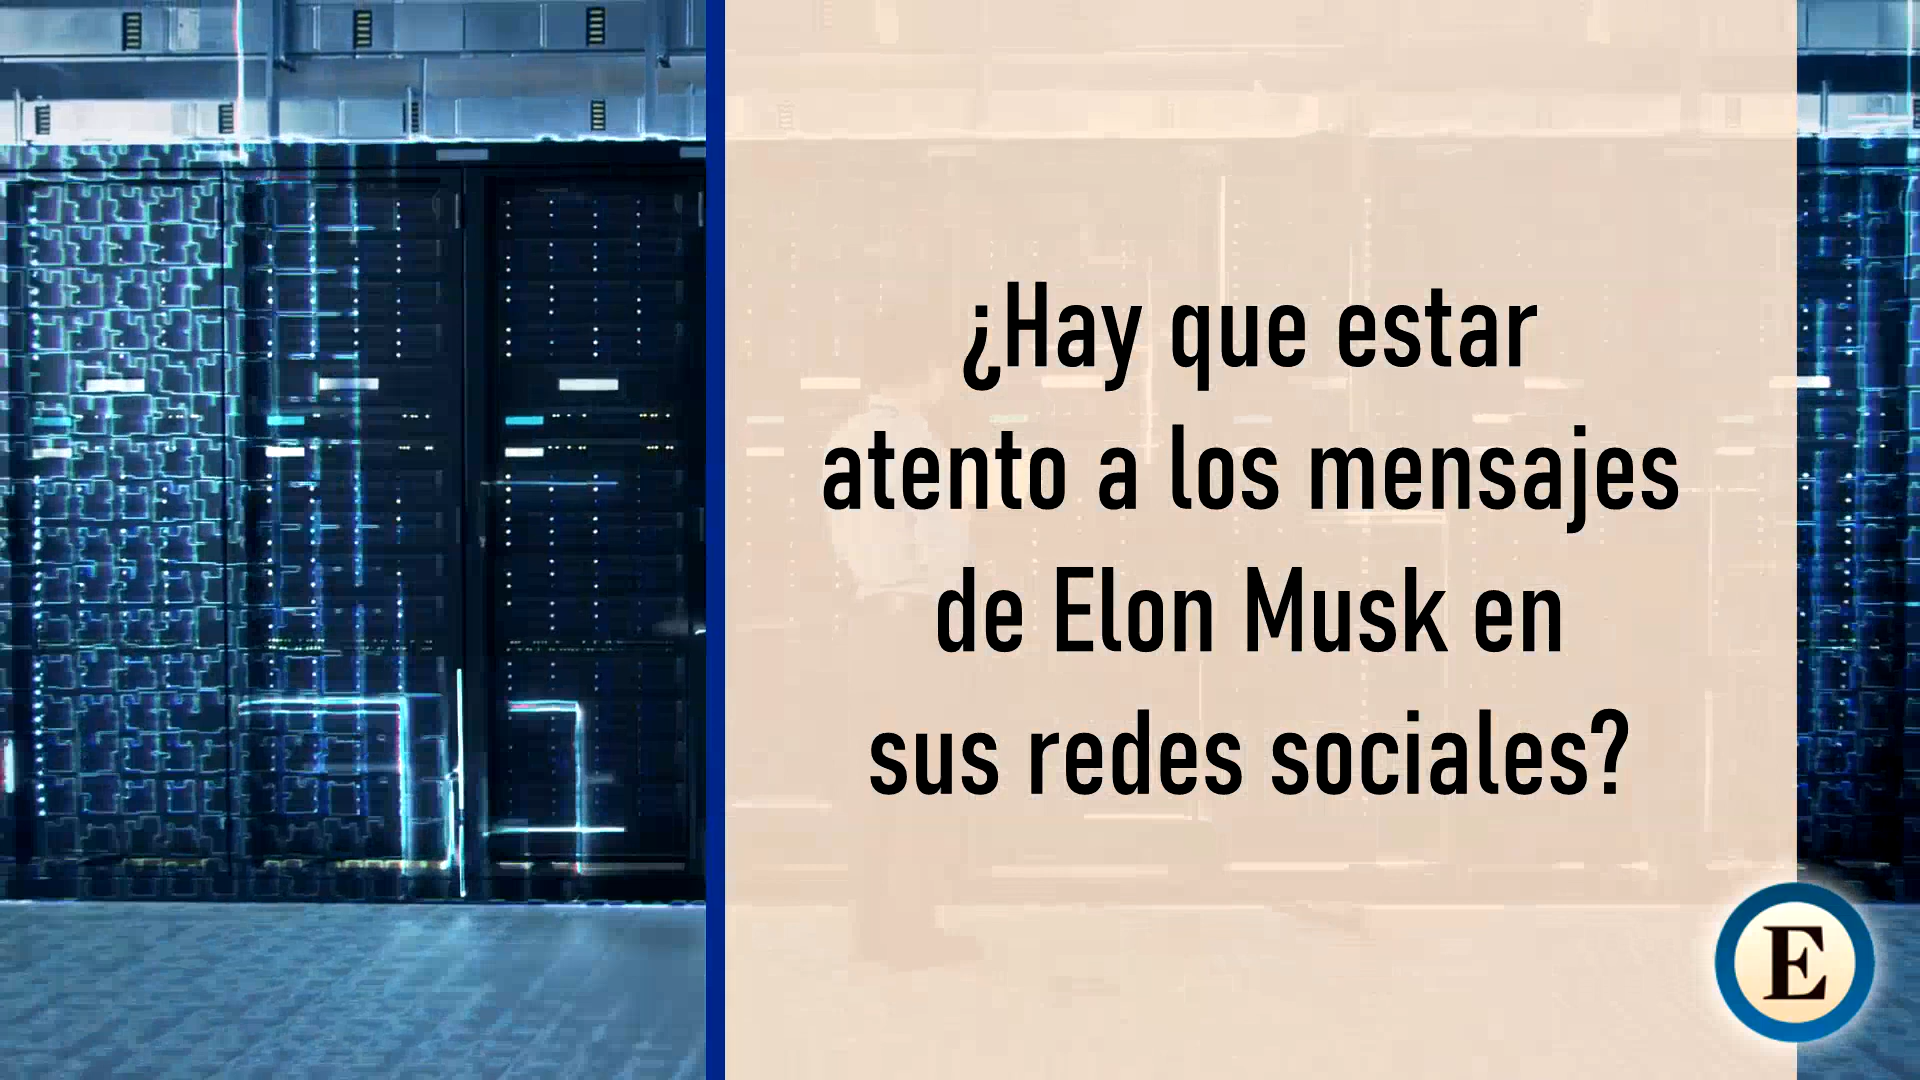 ¿Hay que estar
atento a los mensajes
de Elon Musk en
sus redes sociales?
E